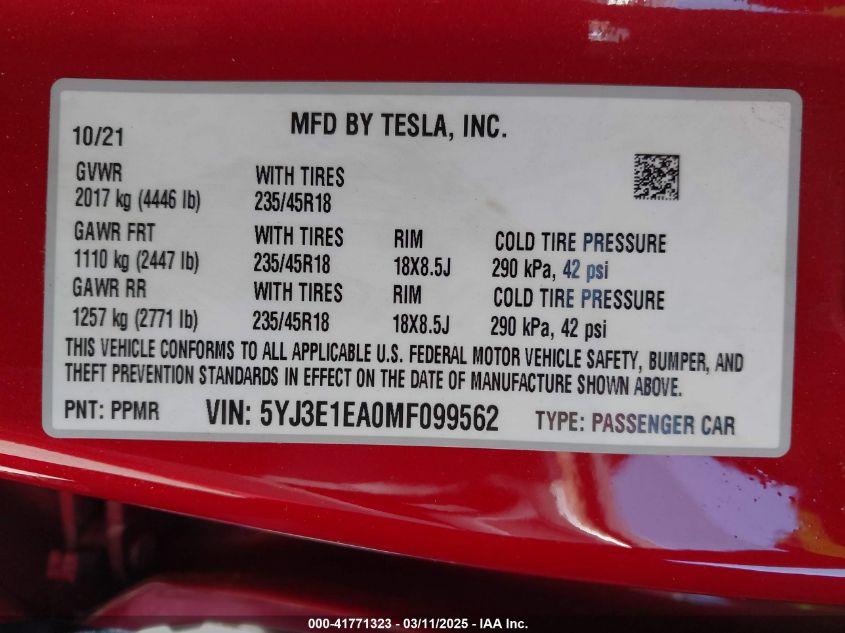 MFD BY TESLA, INC.
10/21
GVWR WITH TIRES
2017 kg (4446 lb) 235/45R18
GAWR FRT WITH TIRES RIM COLD TIRE PRESSURE
1110 kg (2447 lb) 235/45R18 18X8.5J 290 kPa, 42 psi
GAWR RR WITH TIRES RIM COLD TIRE PRESSURE
1257 kg (2771 lb) 235/45R18 18X8.5J 290 kPa, 42 psi
THIS VEHICLE CONFORMS TO ALL APPLICABLE U.S. FEDERAL MOTOR VEHICLE SAFETY, BUMPER, AND
THEFT PREVENTION STANDARDS IN EFFECT ON THE DATE OF MANUFACTURE SHOWN ABOVE.
PNT: PPMR VIN: 5YJ3E1EA0MF099562 TYPE: PASSENGER CAR
000-41771323 - 03/11/2025 - IAA Inc.